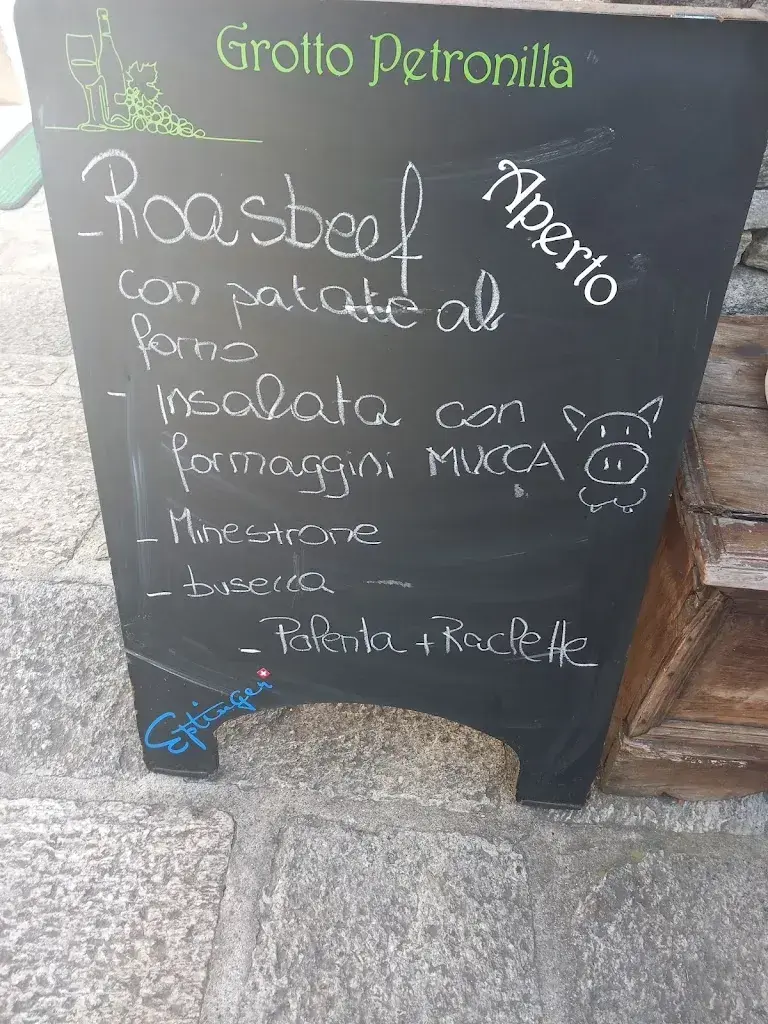 Grotto Petronilla
Aperto
- Roasbeef
con patate al
forno
- Insalata con
formaggini MUCCA
- Minestrone
- busecca
- Polenta + Raclette
Eptinger